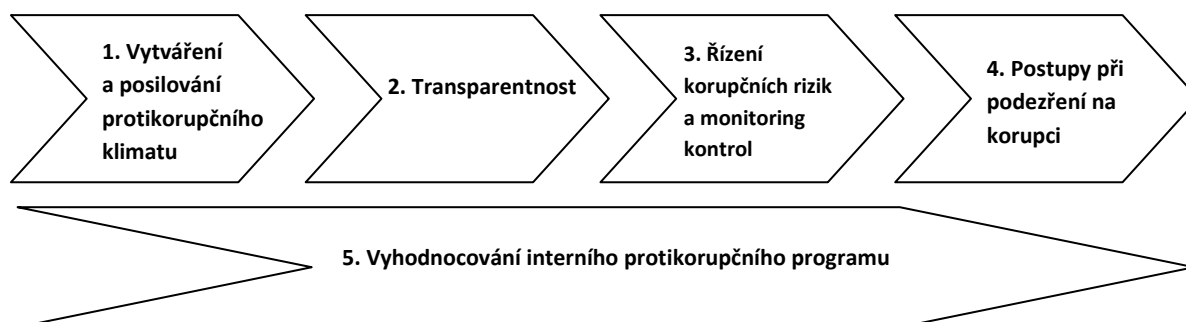 1. Vytváření
a posilování
protikorupčního
klimatu
2. Transparentnost
3. Řízení
korupčních rizik
a monitoring
kontrol
4. Postupy při
podezření na
korupci
5. Vyhodnocování interního protikorupčního programu